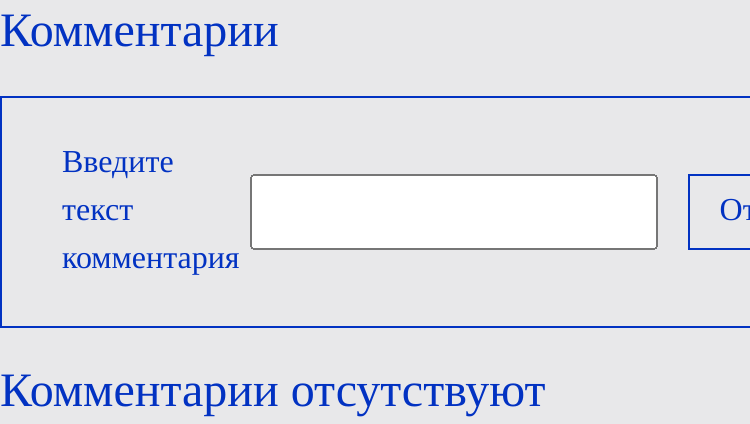 Комментарии
Введите
текст
комментария
Комментарии отсутствуют